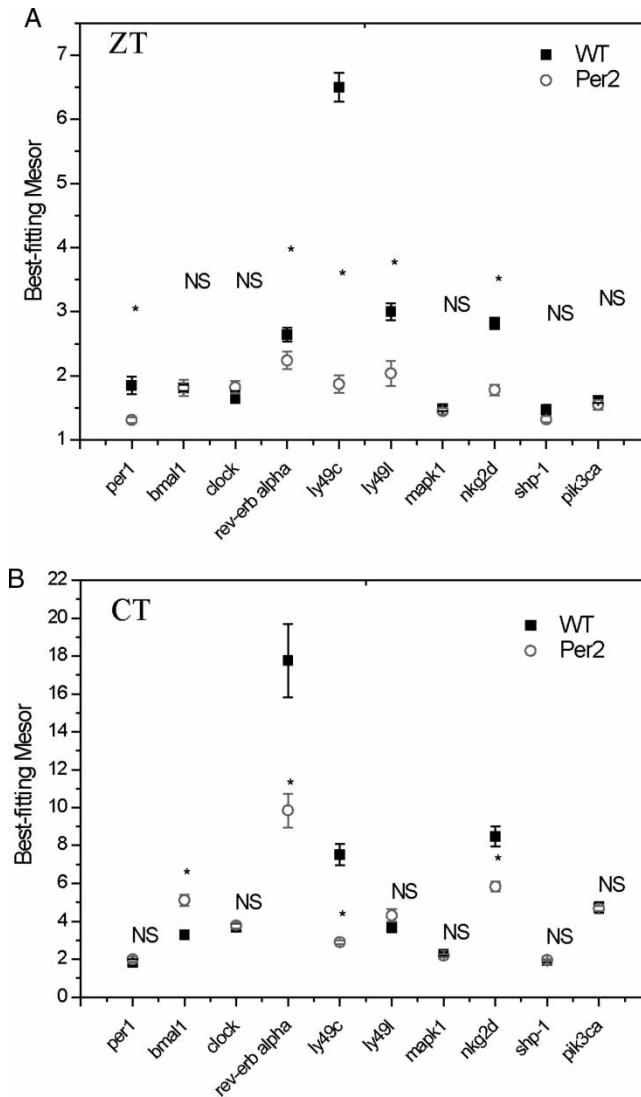 A
ZT
WT
Per2
Best-fitting Mesor
7
6
5
4
3
2
1
*
NS
NS
*
*
*
NS
*
NS
NS
per1
bmal1
clock
rev-erb alpha
ly49c
ly49I
mapk1
nkg2d
shp-1
pik3ca
B
CT
WT
Per2
Best-fitting Mesor
22
20
18
16
14
12
10
8
6
4
2
0
NS
*
NS
*
*
NS
NS
*
NS
NS
per1
bmal1
clock
rev-erb alpha
ly49c
ly49I
mapk1
nkg2d
shp-1
pik3ca